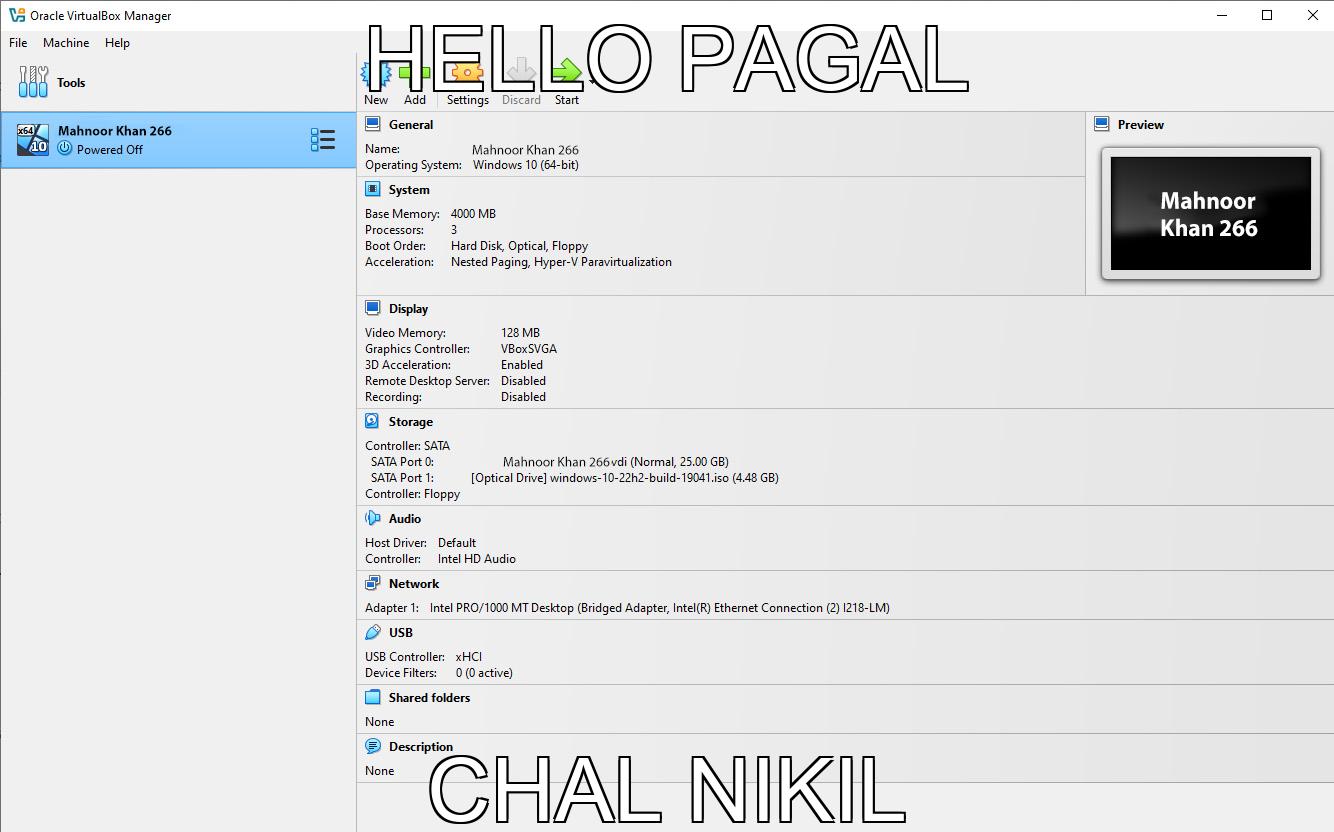 Oracle VirtualBox Manager
HELLO PAGAL
File Machine Help
Tools
New Add Settings Discard Start
Mahnoor Khan 266
Powered Off
x64
10
General
Name: Mahnoor Khan 266
Operating System: Windows 10 (64-bit)
Preview
Mahnoor
Khan 266
System
Base Memory: 4000 MB
Processors: 3
Boot Order: Hard Disk, Optical, Floppy
Acceleration: Nested Paging, Hyper-V Paravirtualization
Display
Video Memory: 128 MB
Graphics Controller: VBoxSVGA
3D Acceleration: Enabled
Remote Desktop Server: Disabled
Recording: Disabled
Storage
Controller: SATA
SATA Port 0: Mahnoor Khan 266vdi (Normal, 25.00 GB)
SATA Port 1: [Optical Drive] windows-10-22h2-build-19041.iso (4.48 GB)
Controller: Floppy
Audio
Host Driver: Default
Controller: Intel HD Audio
Network
Adapter 1: Intel PRO/1000 MT Desktop (Bridged Adapter, Intel(R) Ethernet Connection (2) I218-LM)
USB
USB Controller: xHCI
Device Filters: 0 (0 active)
Shared folders
None
Description
None
CHAL NIKIL